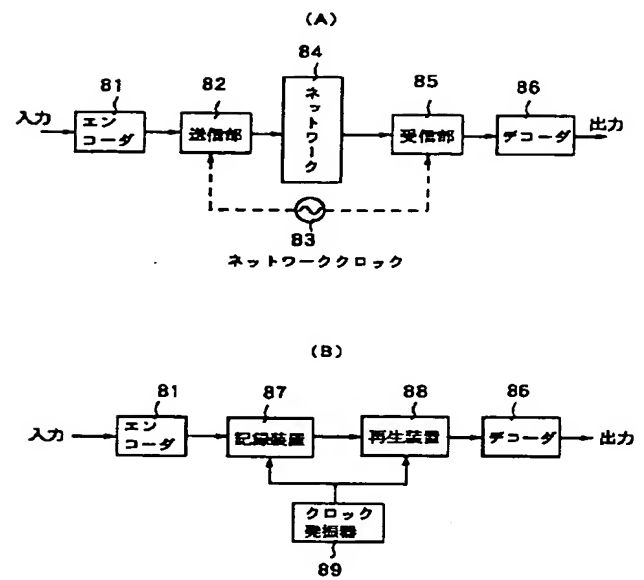 (A)
84
81
82
85
86
入力
エン
コーダ
送信部
ネットワーク
受信部
デコーダ
出力
83
ネットワーククロック
(B)
81
87
88
86
入力
エン
コーダ
記録装置
再生装置
デコーダ
出力
クロック
発振器
89